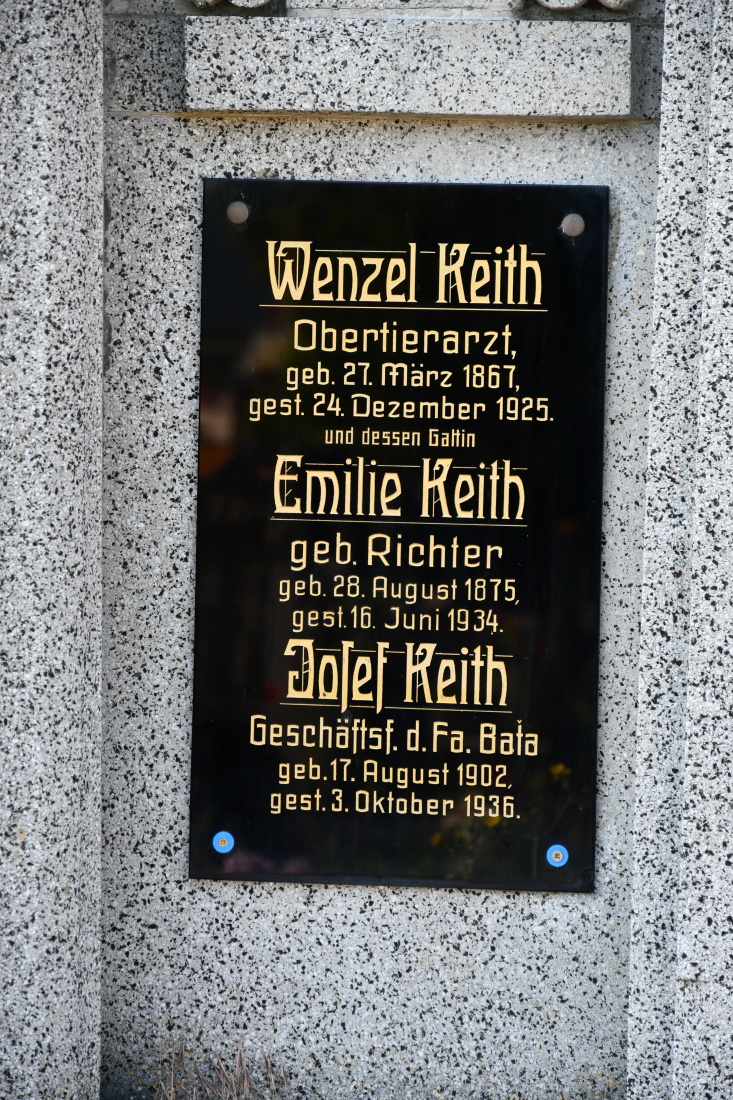 Wenzel Keith
Obertierarzt,
geb. 27. März 1867,
gest. 24. Dezember 1925.
und dessen Gattin
Emilie Keith
geb. Richter
geb. 28. August 1875,
gest. 16. Juni 1934.
Joſef Keith
Geschäftsf. d. Fa. Baťa
geb. 17. August 1902,
gest. 3. Oktober 1936.